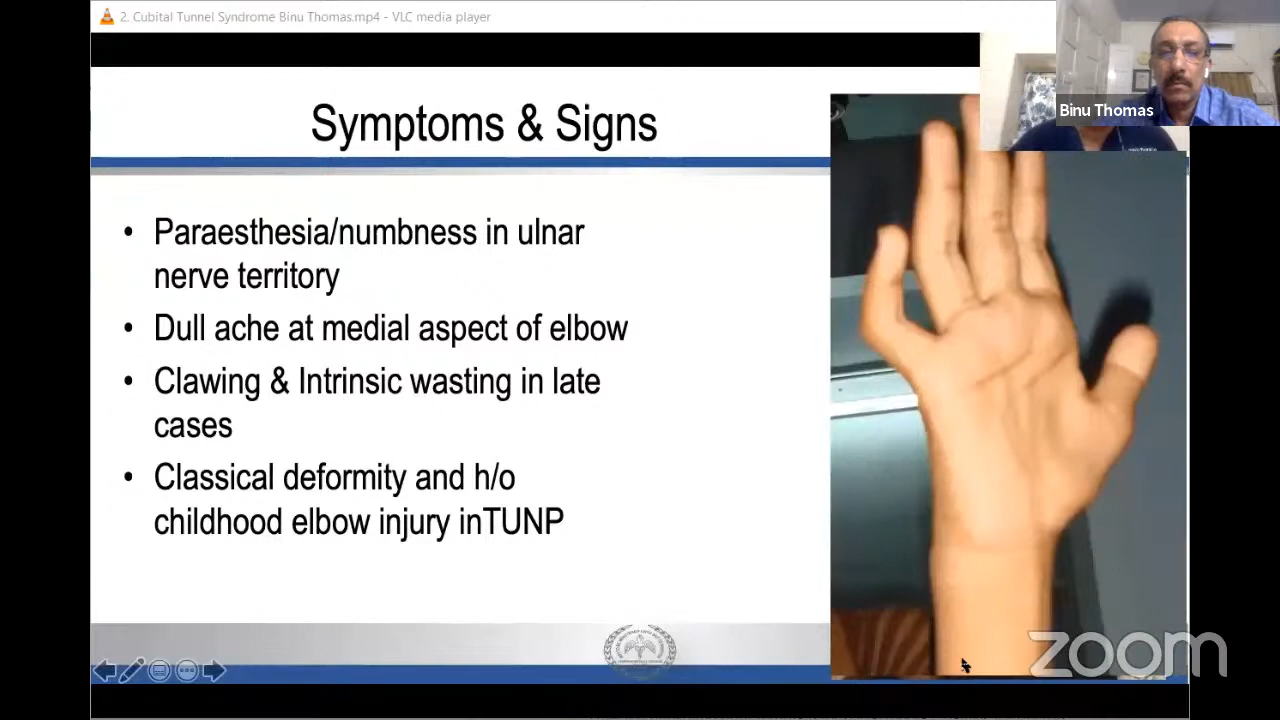 2. Cubital Tunnel Syndrome Binu Thomas.mp4 - VLC media player
Binu Thomas
Symptoms & Signs
• Paraesthesia/numbness in ulnar
nerve territory
• Dull ache at medial aspect of elbow
• Clawing & Intrinsic wasting in late
cases
• Classical deformity and h/o
childhood elbow injury inTUNP
zoom